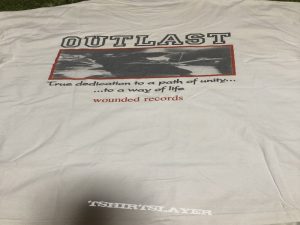 OUTLAST
True dedication to a path of unity...
...to a way of life
wounded records
TSHIRTSLAYER